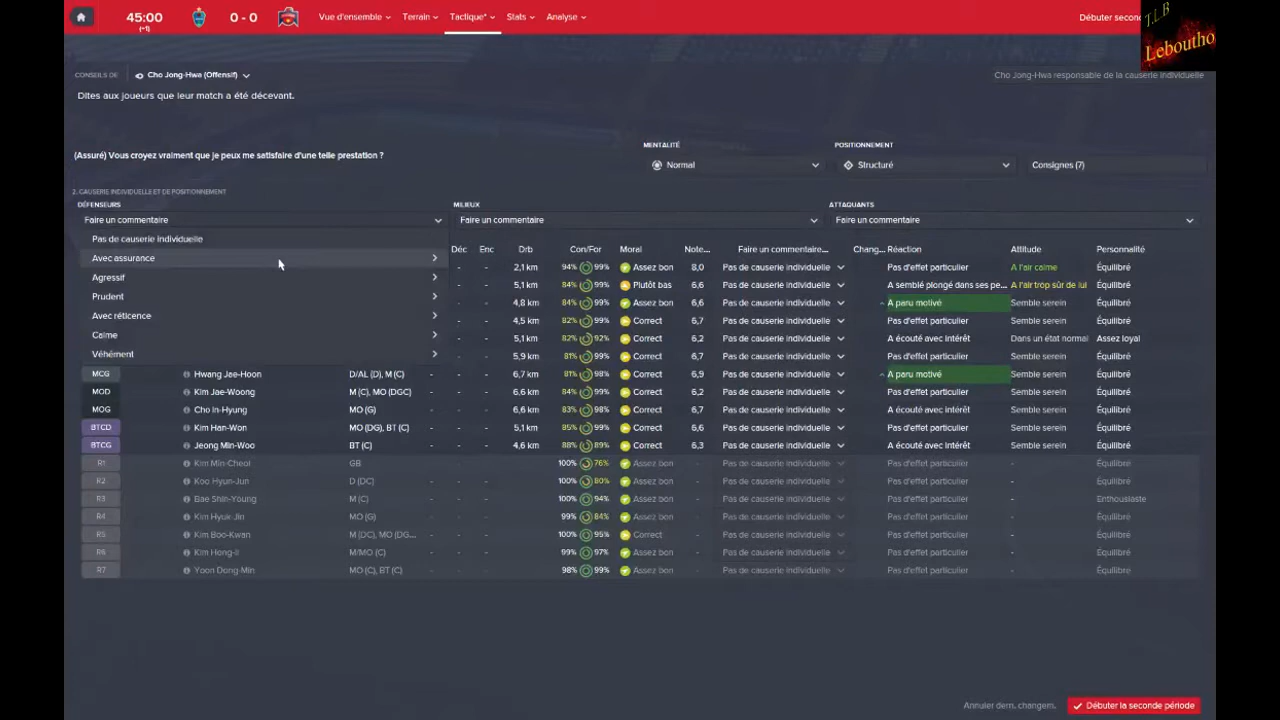 45:00 0 - 0 Vue d'ensemble Terrain Tactique* Stats Analyse Débuter secon
(+1)
T.L.B
Leboutho
CONSEILS DE Cho Jong-Hwa (Offensif) Cho Jong-Hwa responsable de la causerie individuelle
Dites aux joueurs que leur match a été décevant.
MENTALITÉ POSITIONNEMENT
(Assuré) Vous croyez vraiment que je peux me satisfaire d'une telle prestation ? Normal Structuré Consignes (7)
2. CAUSERIE INDIVIDUELLE ET DE POSITIONNEMENT
DÉFENSEURS MILIEUX ATTAQUANTS
Faire un commentaire Faire un commentaire Faire un commentaire
Pas de causerie individuelle
Avec assurance
Agressif
Prudent
Avec réticence
Calme
Véhément
Déc Enc Drb Con/For Moral Note... Faire un commentaire... Chang... Réaction Attitude Personnalité
- - 2,1 km 94% 99% Assez bon 8,0 Pas de causerie individuelle Pas d'effet particulier A l'air calme Équilibré
- - 5,1 km 84% 99% Plutôt bas 6,6 Pas de causerie individuelle A semblé plongé dans ses pe... A l'air trop sûr de lui Équilibré
- - 4,8 km 84% 99% Assez bon 6,6 Pas de causerie individuelle A paru motivé Semble serein Équilibré
- - 4,5 km 82% 99% Correct 6,7 Pas de causerie individuelle Pas d'effet particulier Semble serein Équilibré
- - 5,1 km 82% 92% Correct 6,2 Pas de causerie individuelle A écouté avec intérêt Dans un état normal Assez loyal
- - 5,9 km 81% 99% Correct 6,7 Pas de causerie individuelle Pas d'effet particulier Semble serein Équilibré
MCG Hwang Jae-Hoon D/AL (D), M (C) - - - 6,7 km 81% 98% Correct 6,9 Pas de causerie individuelle A paru motivé Semble serein Équilibré
MOD Kim Jae-Woong M (C), MO (DGC) - - - 6,6 km 84% 99% Correct 6,2 Pas de causerie individuelle Pas d'effet particulier Semble serein Équilibré
MOG Cho In-Hyung MO (G) - - - 6,6 km 83% 98% Correct 6,7 Pas de causerie individuelle A écouté avec intérêt Semble serein Équilibré
BTCD Kim Han-Won MO (DG), BT (C) - - - 5,1 km 85% 99% Correct 6,6 Pas de causerie individuelle Pas d'effet particulier Semble serein Équilibré
BTCG Jeong Min-Woo BT (C) - - - 4,6 km 88% 89% Correct 6,3 Pas de causerie individuelle A écouté avec intérêt Semble serein Équilibré
R1 Kim Min-Cheol GB 100% 76% Assez bon - Pas de causerie individuelle Pas d'effet particulier - Équilibré
R2 Koo Hyun-Jun D (DC) 100% 80% Assez bon - Pas de causerie individuelle Pas d'effet particulier - Équilibré
R3 Bae Shin-Young M (C) 100% 94% Assez bon - Pas de causerie individuelle Pas d'effet particulier - Enthousiaste
R4 Kim Hyuk-Jin MO (G) 99% 84% Assez bon - Pas de causerie individuelle Pas d'effet particulier - Équilibré
R5 Kim Boo-Kwan M (DC), MO (DG... 100% 95% Correct - Pas de causerie individuelle Pas d'effet particulier - Équilibré
R6 Kim Hong-Il M/MO (C) 99% 97% Assez bon - Pas de causerie individuelle Pas d'effet particulier - Équilibré
R7 Yoon Dong-Min MO (C), BT (C) 98% 99% Assez bon - Pas de causerie individuelle Pas d'effet particulier - Équilibré
Annuler dern. changem. Débuter la seconde période